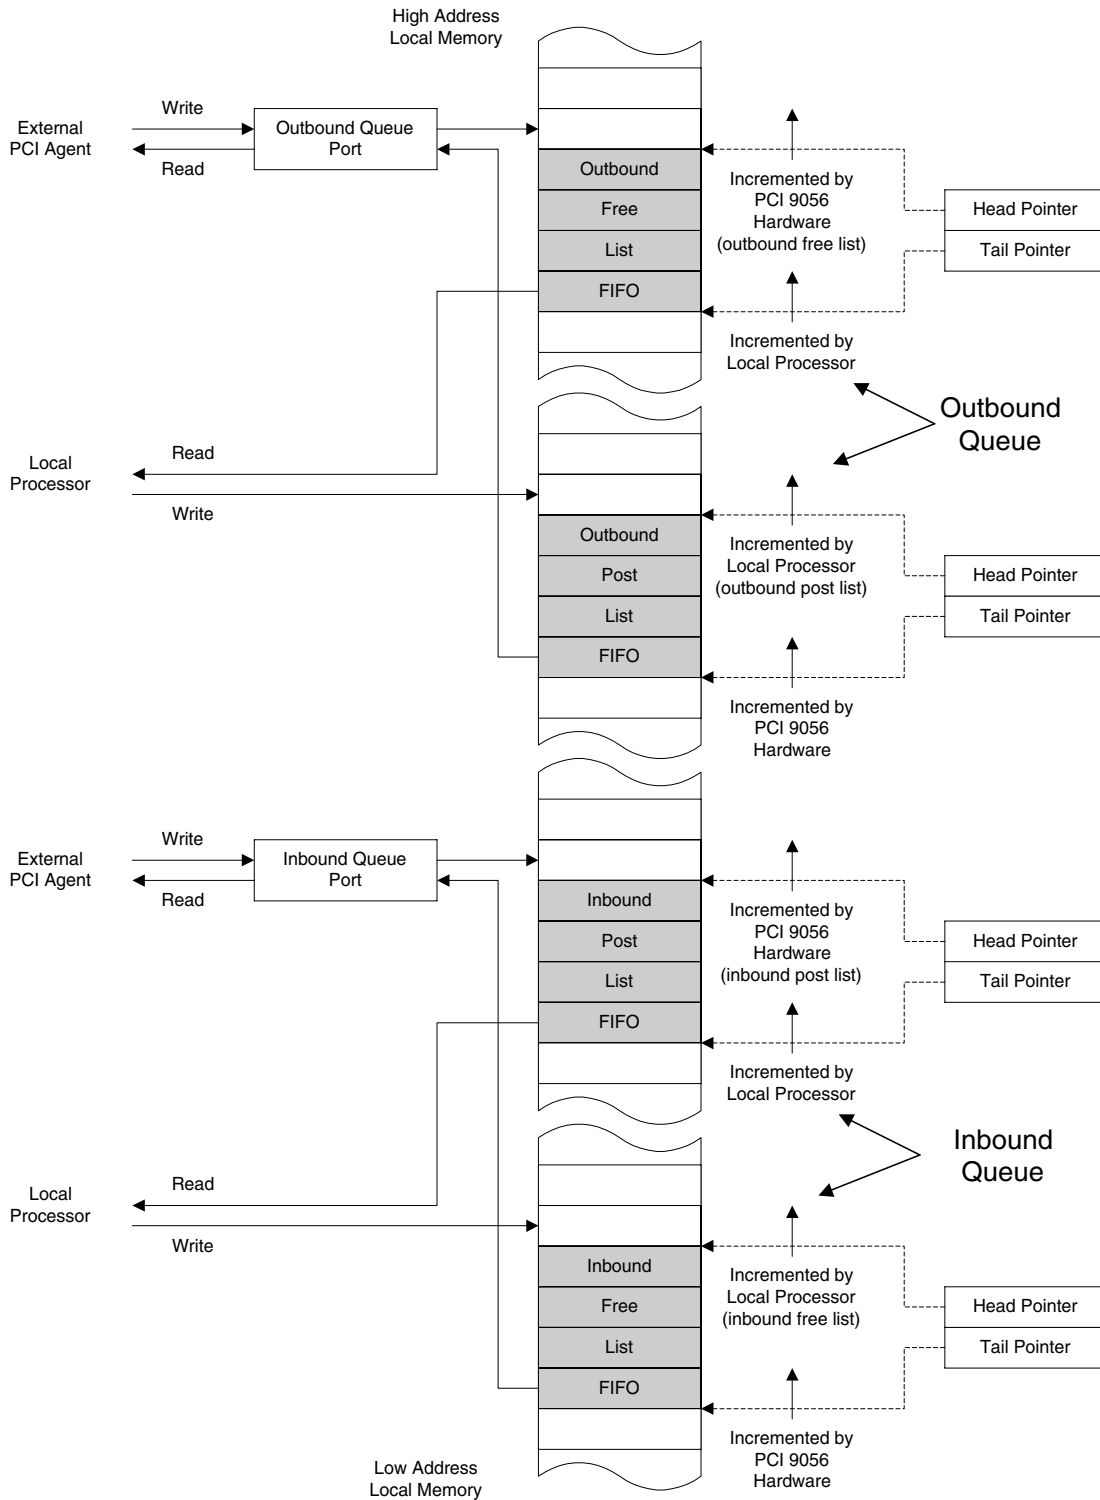 High Address
Local Memory
External
PCI Agent
Write
Read
Outbound Queue
Port
Outbound
Free
List
FIFO
Incremented by
PCI 9056
Hardware
(outbound free list)
Head Pointer
Tail Pointer
Incremented by
Local Processor
Outbound
Queue
Local
Processor
Read
Write
Outbound
Post
List
FIFO
Incremented by
Local Processor
(outbound post list)
Head Pointer
Tail Pointer
Incremented by
PCI 9056
Hardware
External
PCI Agent
Write
Read
Inbound Queue
Port
Inbound
Post
List
FIFO
Incremented by
PCI 9056
Hardware
(inbound post list)
Head Pointer
Tail Pointer
Incremented by
Local Processor
Inbound
Queue
Local
Processor
Read
Write
Inbound
Free
List
FIFO
Incremented by
Local Processor
(inbound free list)
Head Pointer
Tail Pointer
Incremented by
PCI 9056
Hardware
Low Address
Local Memory